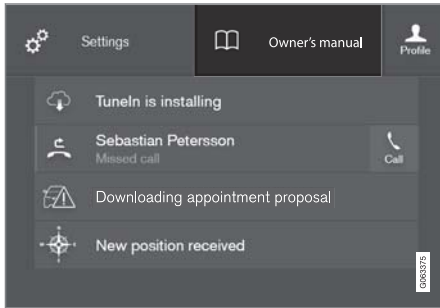 Settings
Owner's manual
Profile
TuneIn is installing
Sebastian Petersson
Missed call
Call
Downloading appointment proposal
New position received
G063375